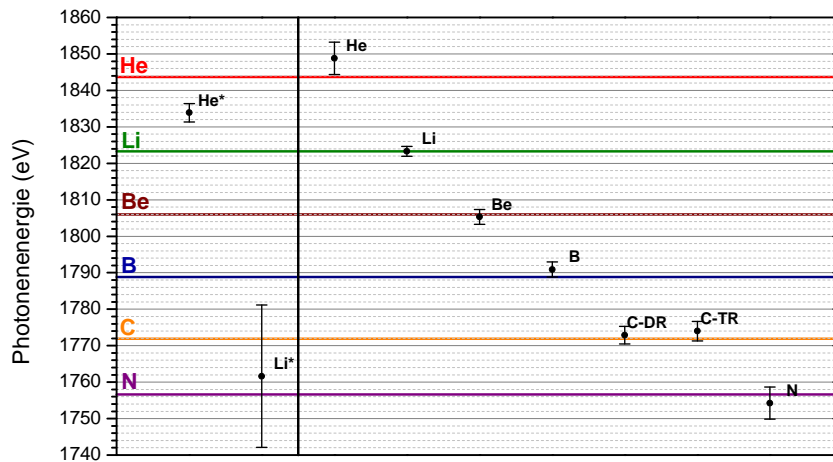 Photonenenergie (eV)
1860
1850
1840
1830
1820
1810
1800
1790
1780
1770
1760
1750
1740
He
Li
Be
B
C
N
He*
Li*
He
Li
Be
B
C-DR
C-TR
N